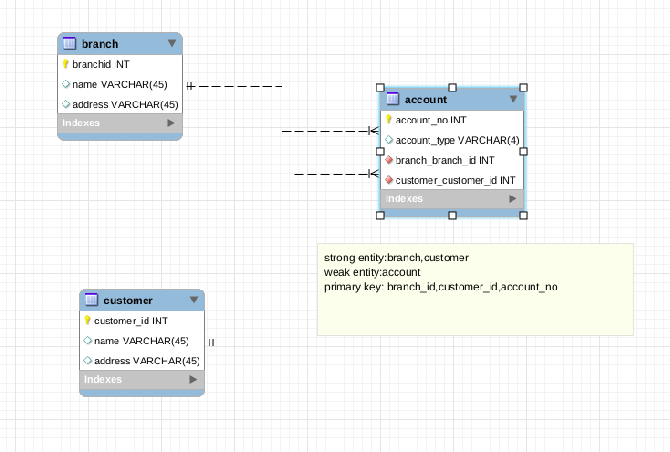 branch
branchid INT
name VARCHAR(45)
address VARCHAR(45)
Indexes
account
account_no INT
account_type VARCHAR(4)
branch_branch_id INT
customer_customer_id INT
Indexes
strong entity:branch,customer
weak entity:account
primary key: branch_id,customer_id,account_no
customer
customer_id INT
name VARCHAR(45)
address VARCHAR(45)
Indexes